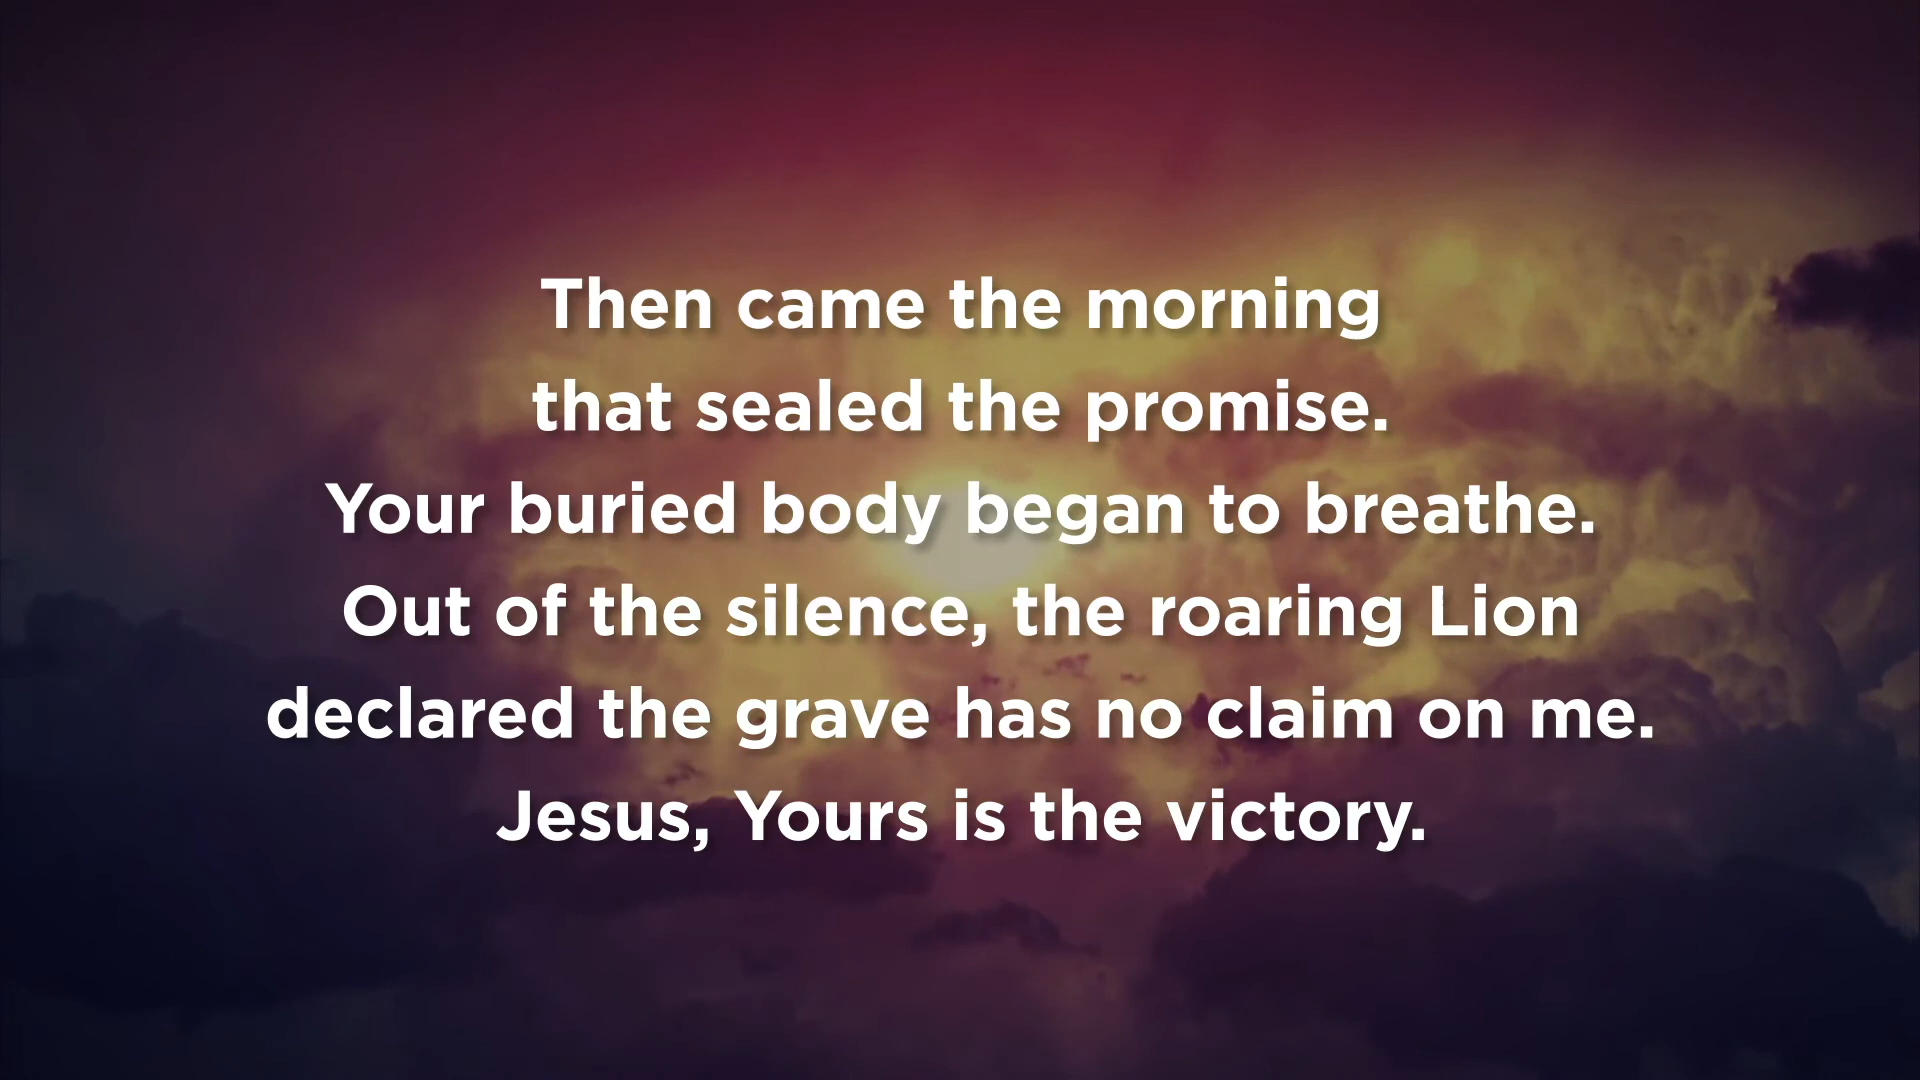 Then came the morning
that sealed the promise.
Your buried body began to breathe.
Out of the silence, the roaring Lion
declared the grave has no claim on me.
Jesus, Yours is the victory.